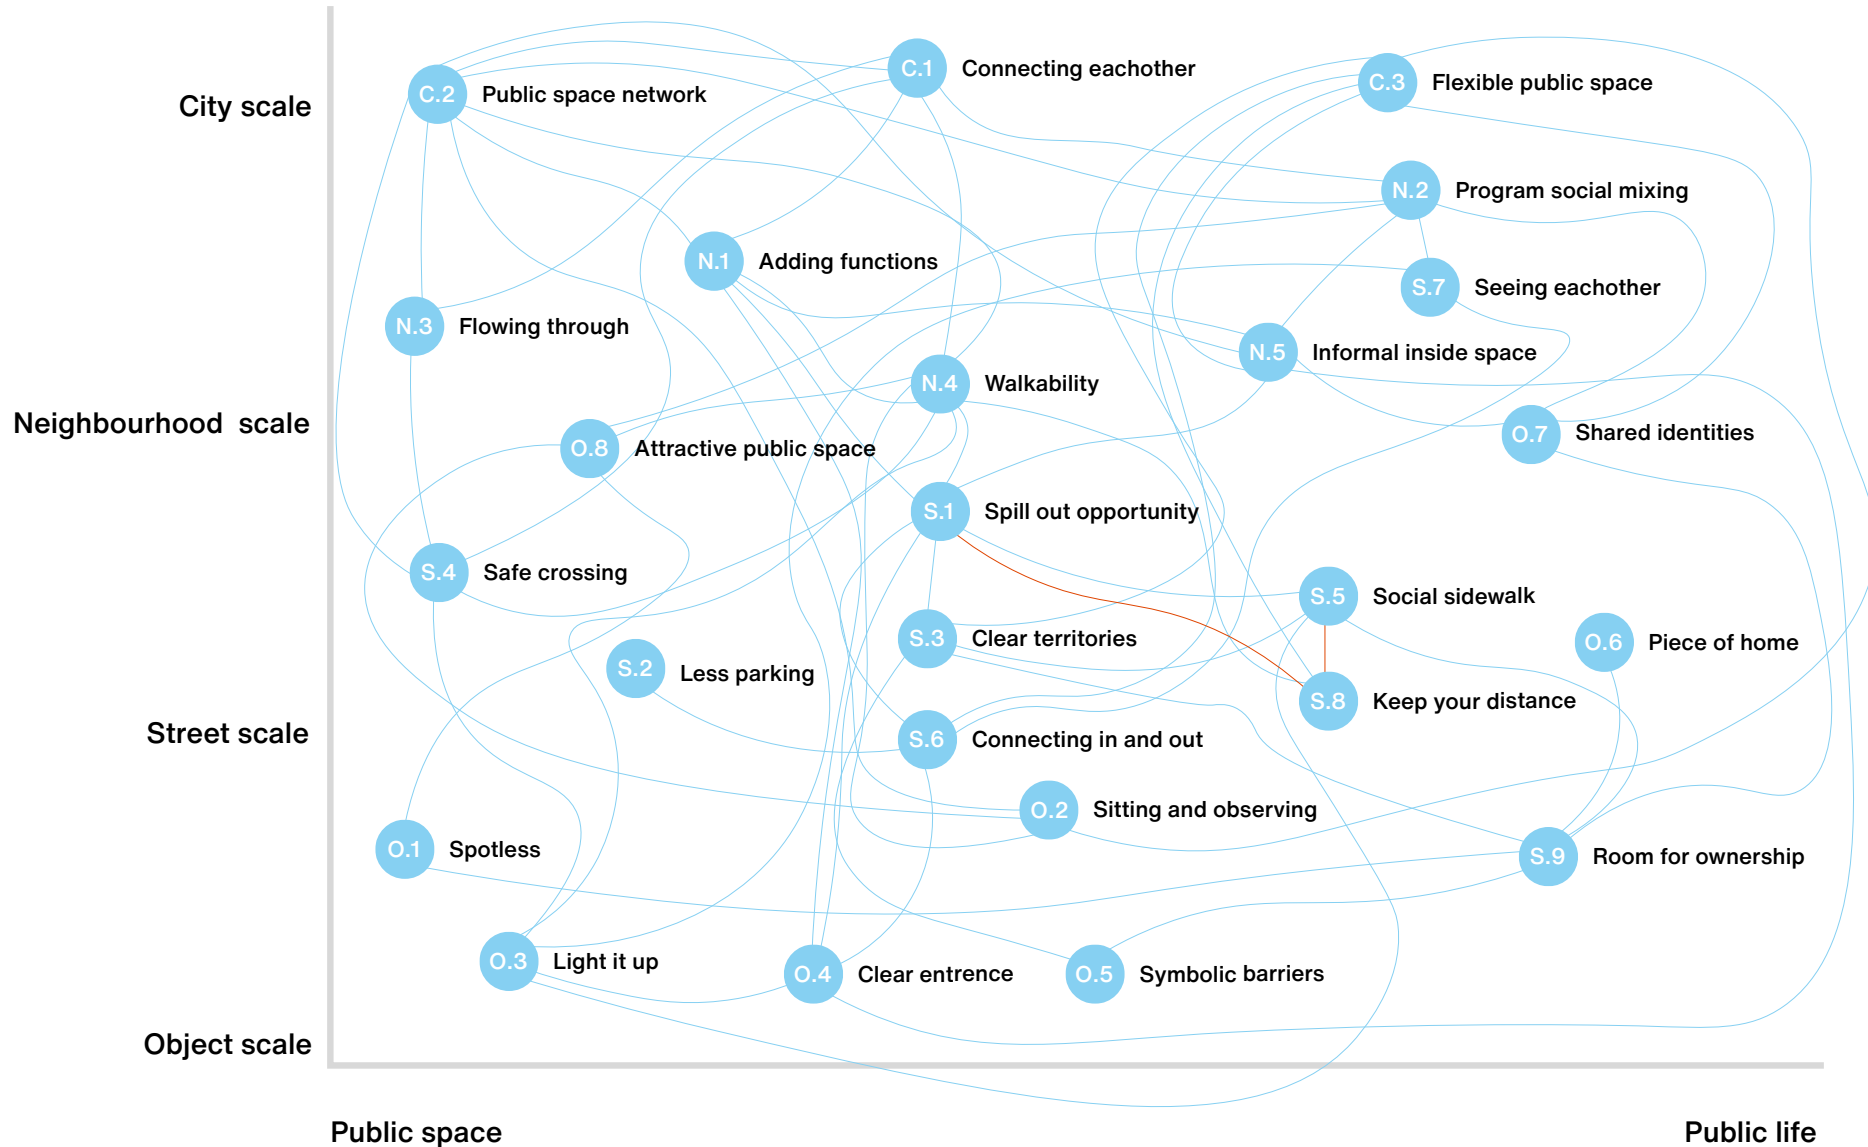 City scale
C.2 Public space network
C.1 Connecting eachother
C.3 Flexible public space
N.2 Program social mixing
N.1 Adding functions
S.7 Seeing eachother
N.3 Flowing through
N.5 Informal inside space
N.4 Walkability
Neighbourhood scale
O.8 Attractive public space
O.7 Shared identities
S.1 Spill out opportunity
S.4 Safe crossing
S.5 Social sidewalk
S.3 Clear territories
O.6 Piece of home
S.2 Less parking
S.8 Keep your distance
Street scale
S.6 Connecting in and out
O.2 Sitting and observing
O.1 Spotless
S.9 Room for ownership
O.3 Light it up
O.4 Clear entrence
O.5 Symbolic barriers
Object scale
Public space
Public life